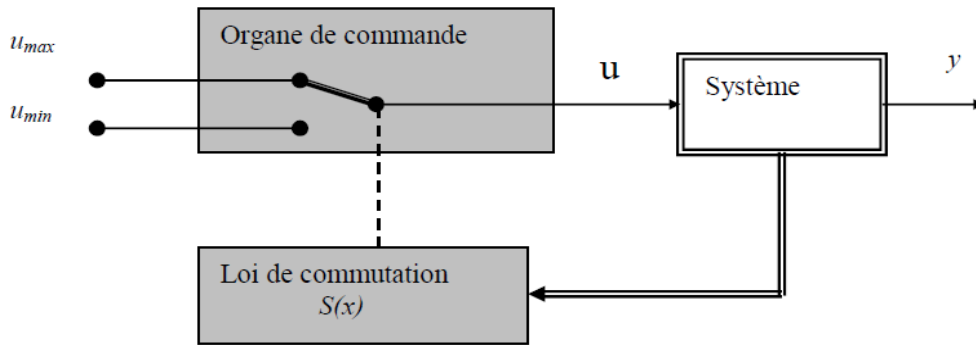 u_max
Organe de commande
u_min
u
Système
y
Loi de commutation
S(x)